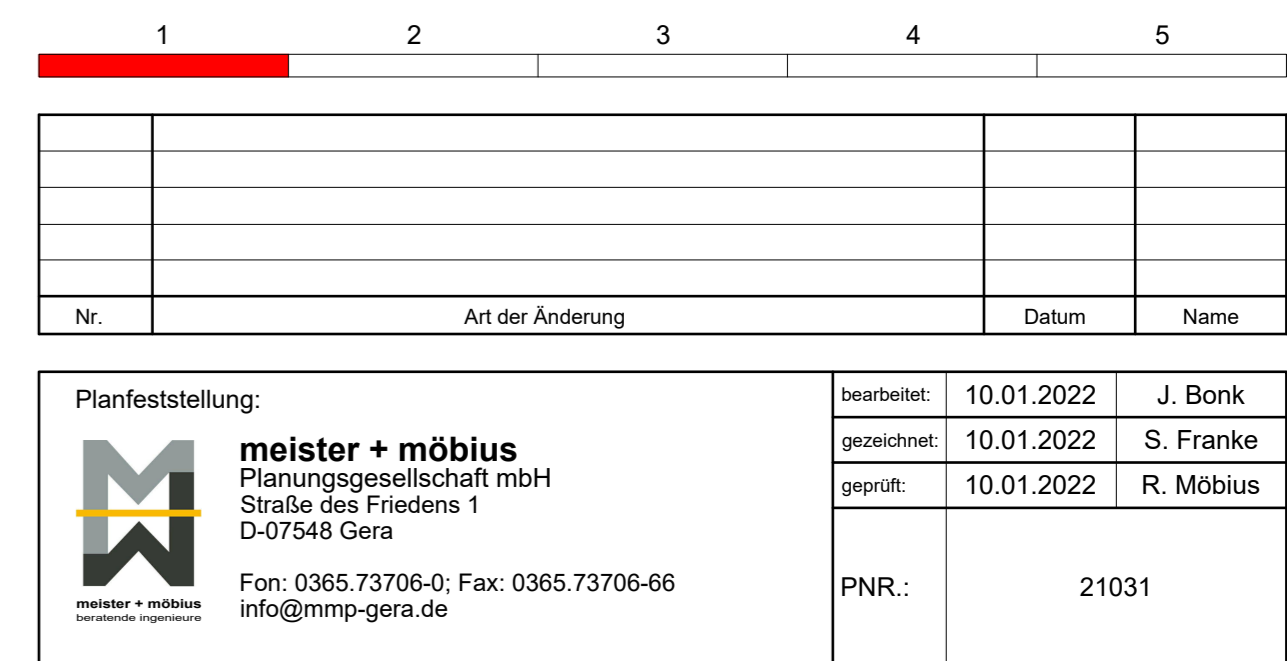 1 2 3 4 5
Nr. Art der Änderung Datum Name
Planfeststellung:
meister + möbius
Planungsgesellschaft mbH
Straße des Friedens 1
D-07548 Gera
Fon: 0365.73706-0; Fax: 0365.73706-66
info@mmp-gera.de
meister + möbius
beratende ingenieure
bearbeitet: 10.01.2022 J. Bonk
gezeichnet: 10.01.2022 S. Franke
geprüft: 10.01.2022 R. Möbius
PNR.: 21031